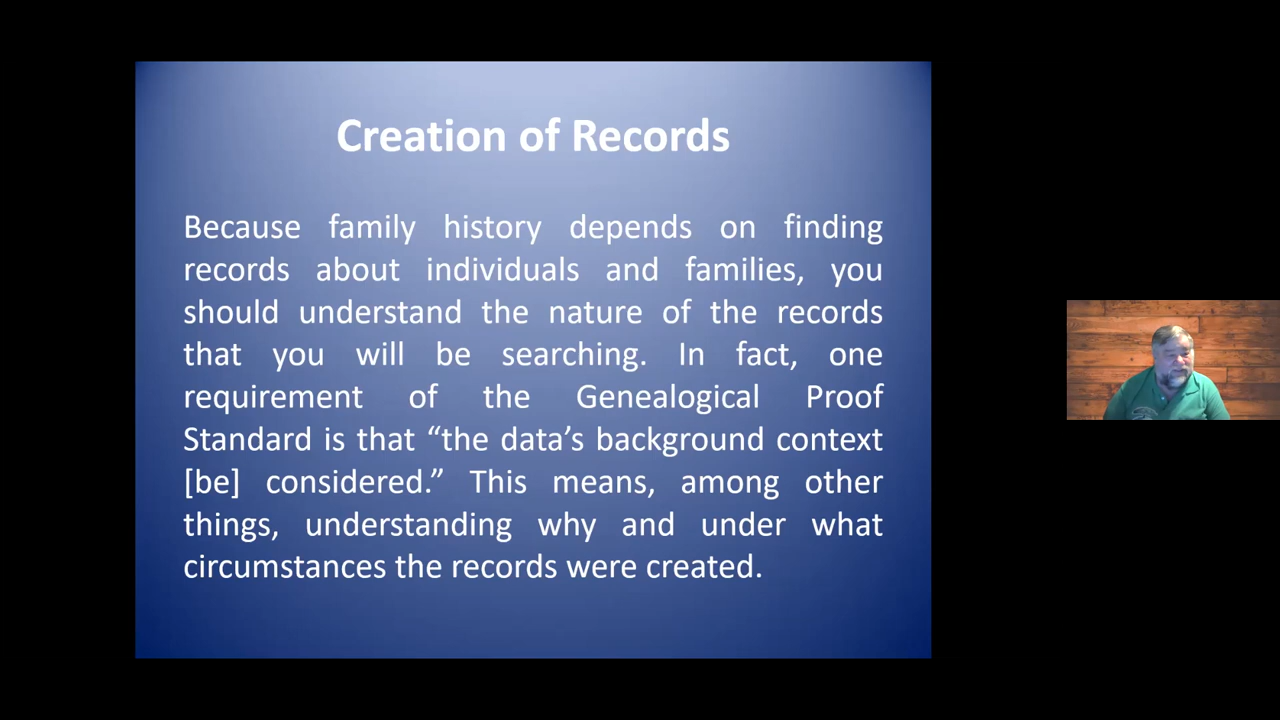 Creation of Records
Because family history depends on finding
records about individuals and families, you
should understand the nature of the records
that you will be searching. In fact, one
requirement of the Genealogical Proof
Standard is that “the data’s background context
[be] considered.” This means, among other
things, understanding why and under what
circumstances the records were created.